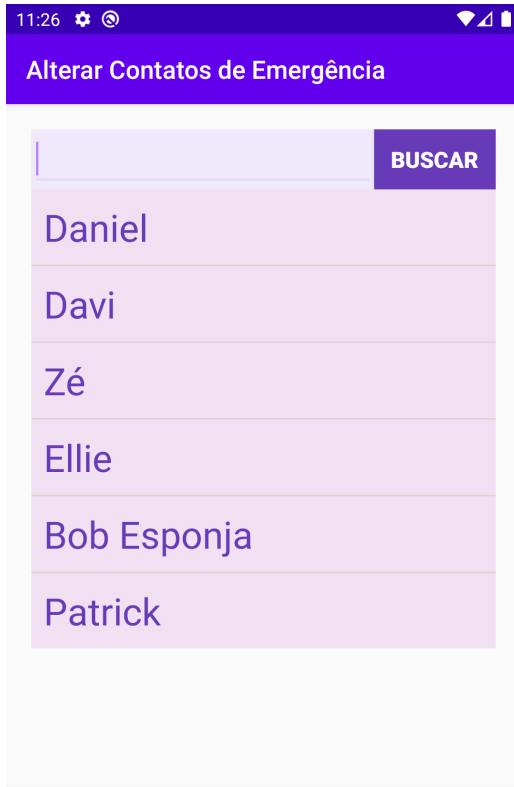 11:26
Alterar Contatos de Emergência
BUSCAR
Daniel
Davi
Zé
Ellie
Bob Esponja
Patrick